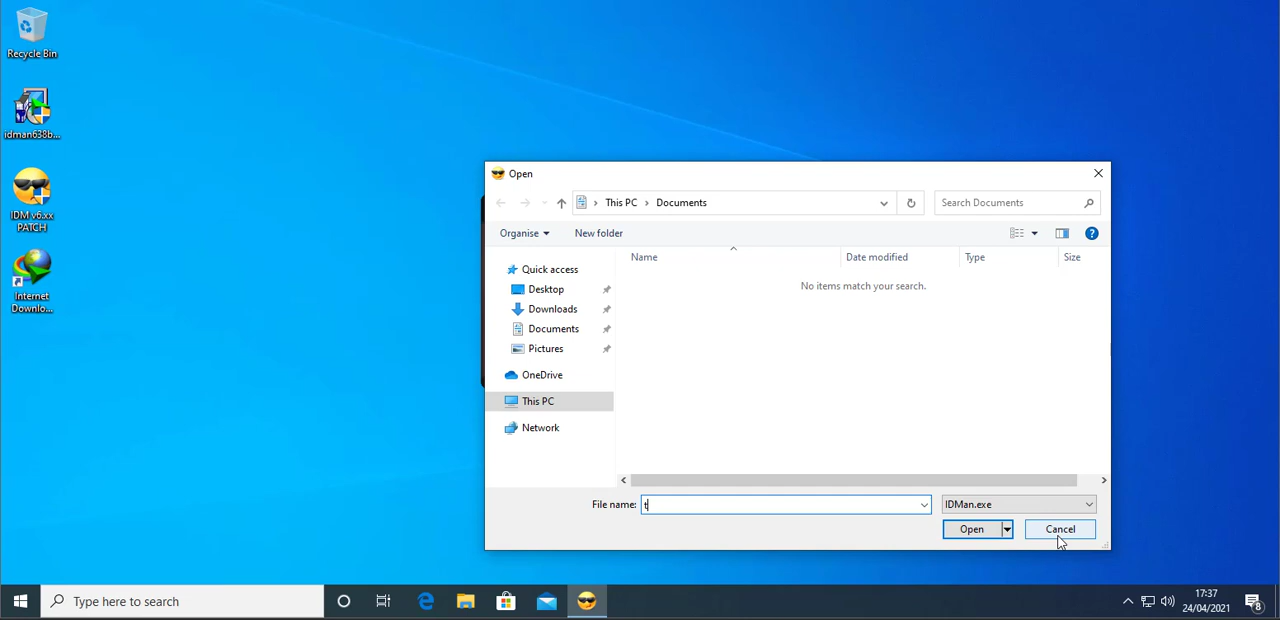 Recycle Bin
idman638b...
IDM v6.xx
PATCH
Internet
Downlo...
Open
This PC
Documents
Search Documents
Organise
New folder
Name
Date modified
Type
Size
No items match your search.
Quick access
Desktop
Downloads
Documents
Pictures
OneDrive
This PC
Network
File name:
t
IDMan.exe
Open
Cancel
Type here to search
17:37
24/04/2021
8